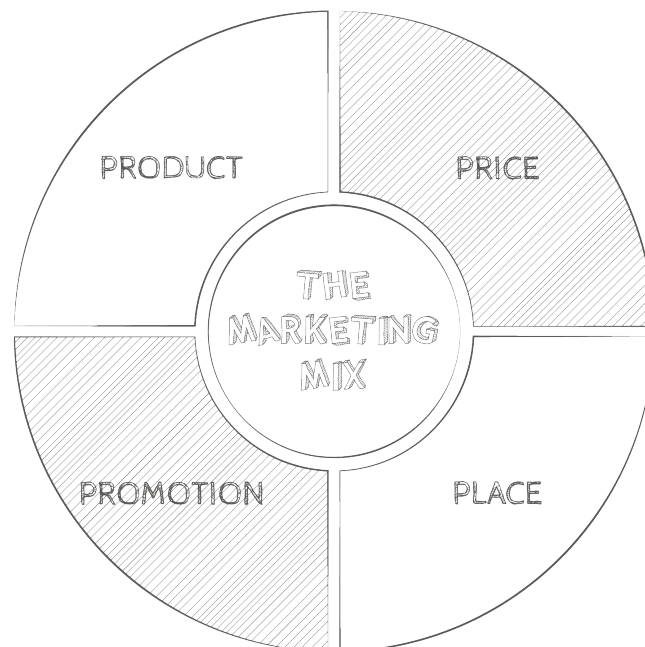 PRODUCT
PRICE
THE
MARKETING
MIX
PROMOTION
PLACE